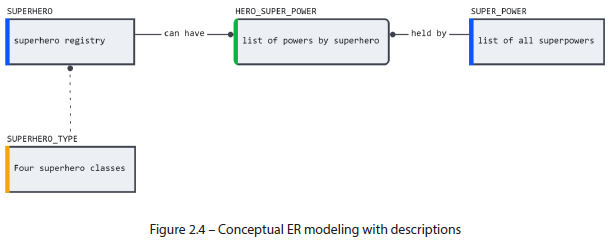 SUPERHERO
superhero registry
can have
HERO_SUPER_POWER
list of powers by superhero
held by
SUPER_POWER
list of all superpowers
SUPERHERO_TYPE
Four superhero classes
Figure 2.4 – Conceptual ER modeling with descriptions